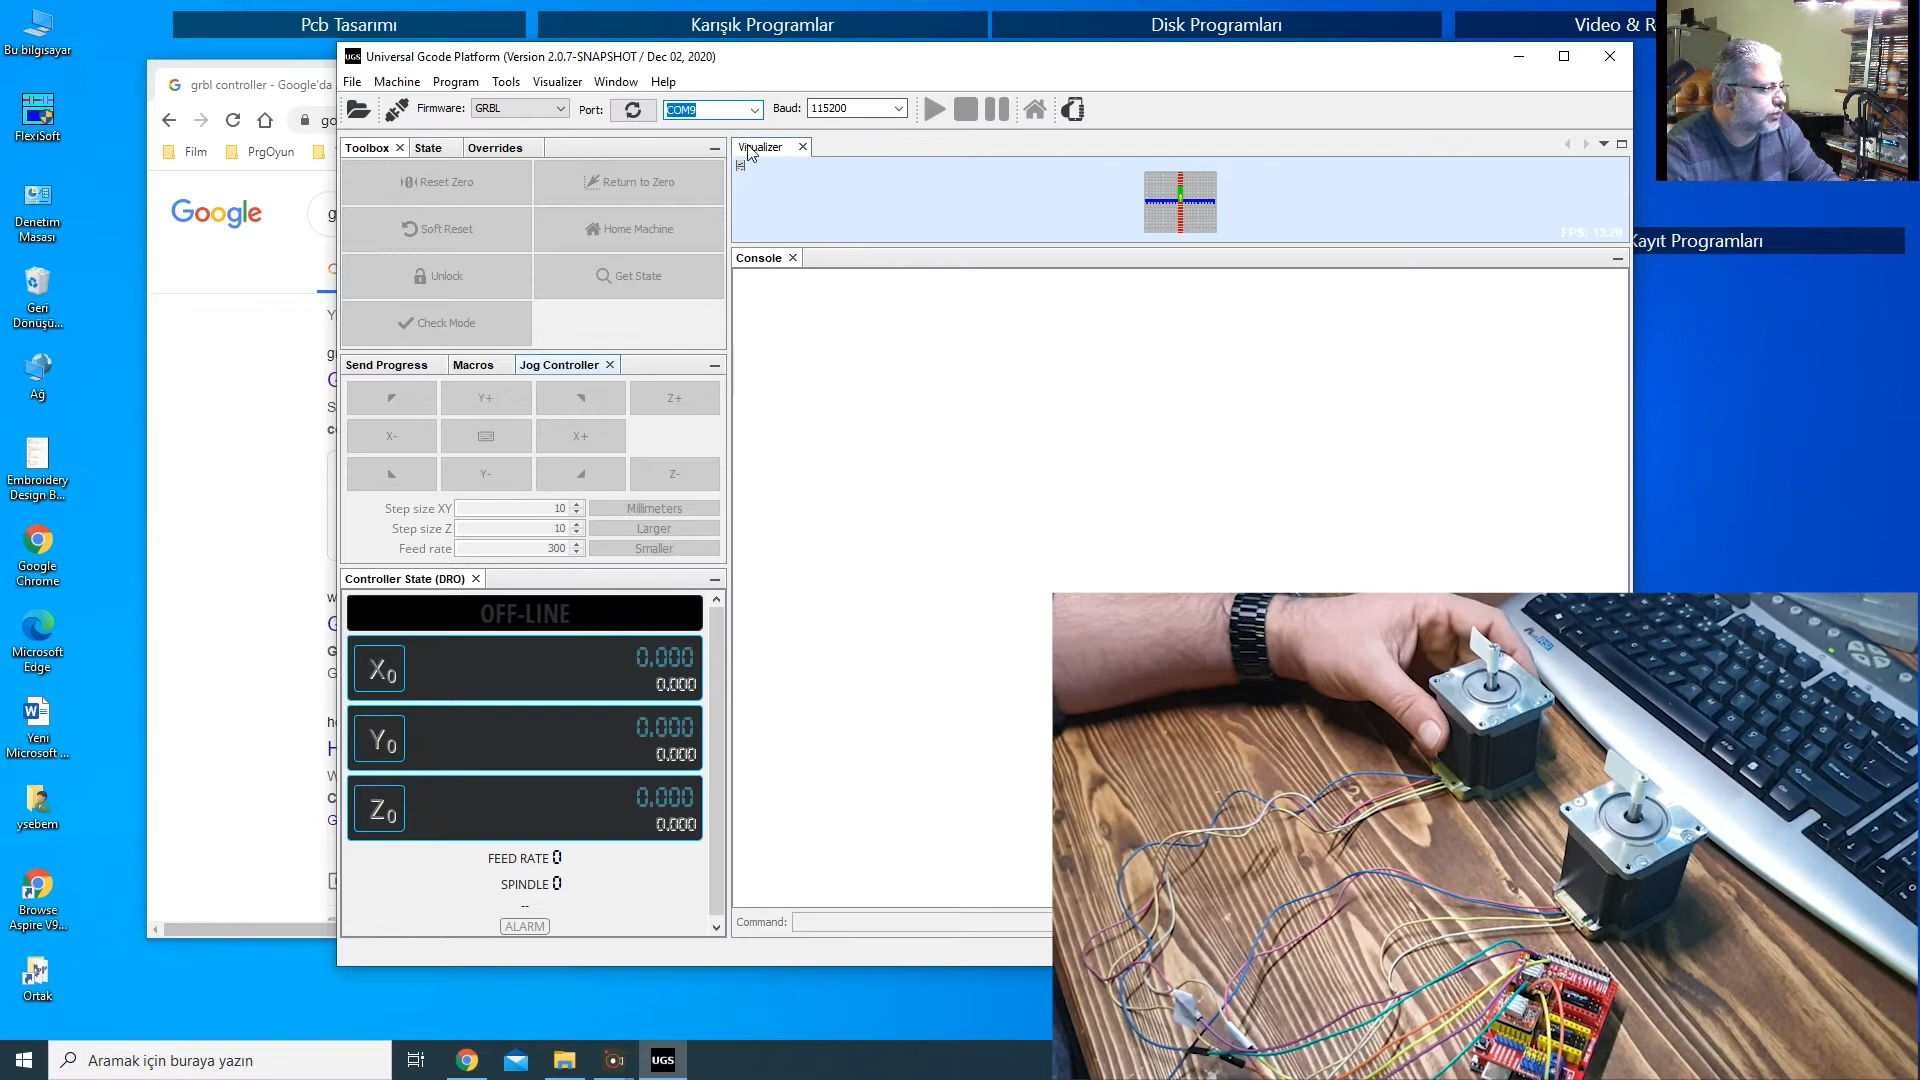 Pcb Tasarımı
Karışık Programlar
Disk Programları
Video & R
Kayıt Programları
Bu bilgisayar
FlexiSoft
Denetim
Masası
Geri
Dönüşü...
Ağ
Embroidery
Design B...
Google
Chrome
Microsoft
Edge
Yeni
Microsoft ...
ysebem
Browse
Aspire V9...
Ortak
grbl controller - Google'da
go
Film
PrgOyun
Google
g
UGS Universal Gcode Platform (Version 2.0.7-SNAPSHOT / Dec 02, 2020)
File Machine Program Tools Visualizer Window Help
Firmware: GRBL Port: COM9 Baud: 115200
Toolbox State Overrides
Reset Zero Return to Zero
Soft Reset Home Machine
Unlock Get State
Check Mode
Send Progress Macros Jog Controller
Y+ Z+
X- X+
Y- Z-
Step size XY 10 Millimeters
Step size Z 10 Larger
Feed rate 300 Smaller
Controller State (DRO)
OFF-LINE
X0 0.000
0.000
Y0 0.000
0.000
Z0 0.000
0.000
FEED RATE 0
SPINDLE 0
--
ALARM
Visualizer
FPS: 13.20
Console
Command:
Aramak için buraya yazın
UGS